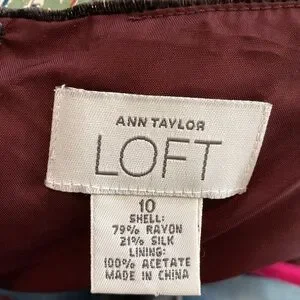 ANN TAYLOR
LOFT
10
SHELL:
79% RAYON
21% SILK
LINING:
100% ACETATE
MADE IN CHINA